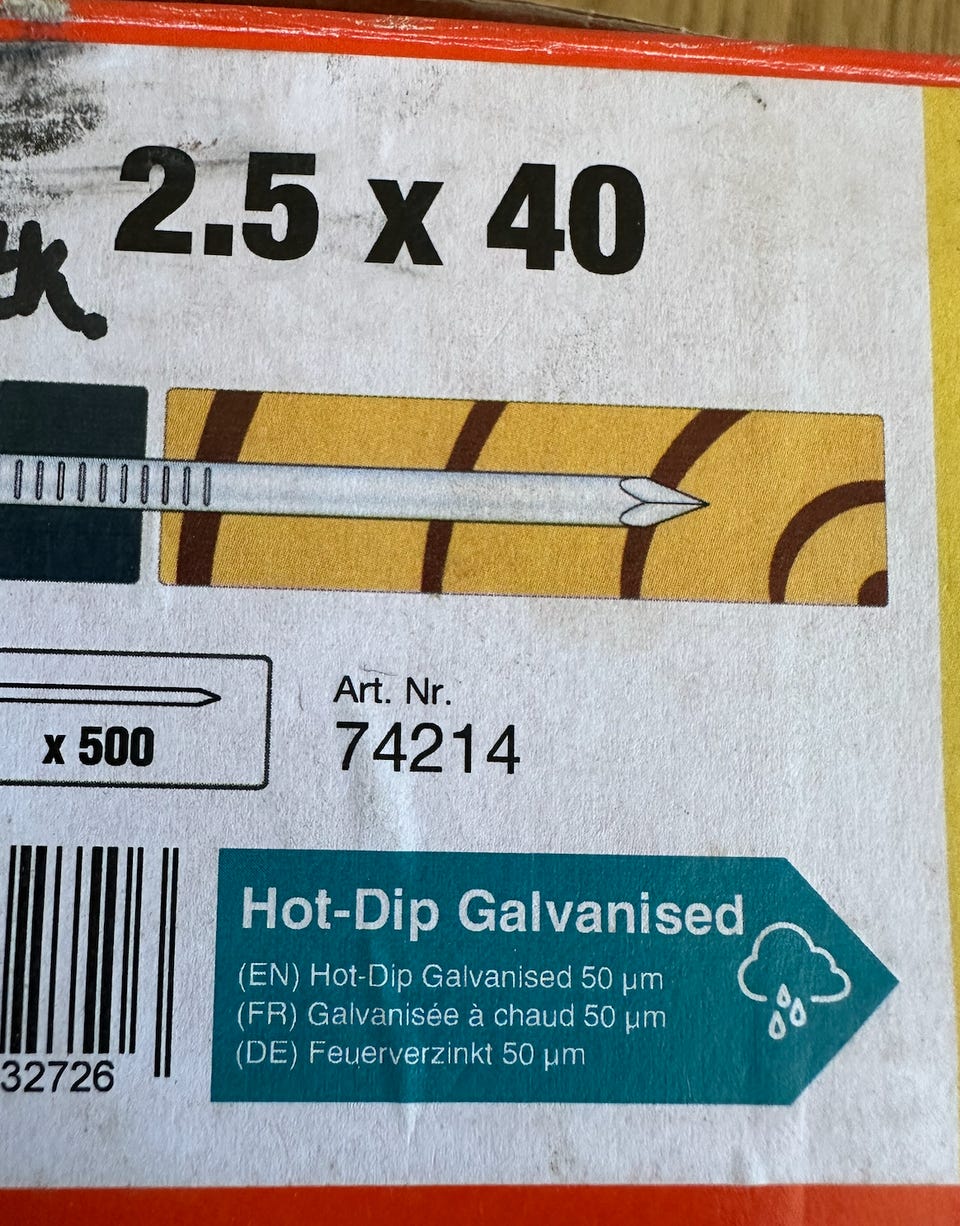 2.5 x 40
x 500
Art. Nr.
74214
Hot-Dip Galvanised
(EN) Hot-Dip Galvanised 50 µm
(FR) Galvanisée à chaud 50 µm
(DE) Feuerverzinkt 50 µm
32726